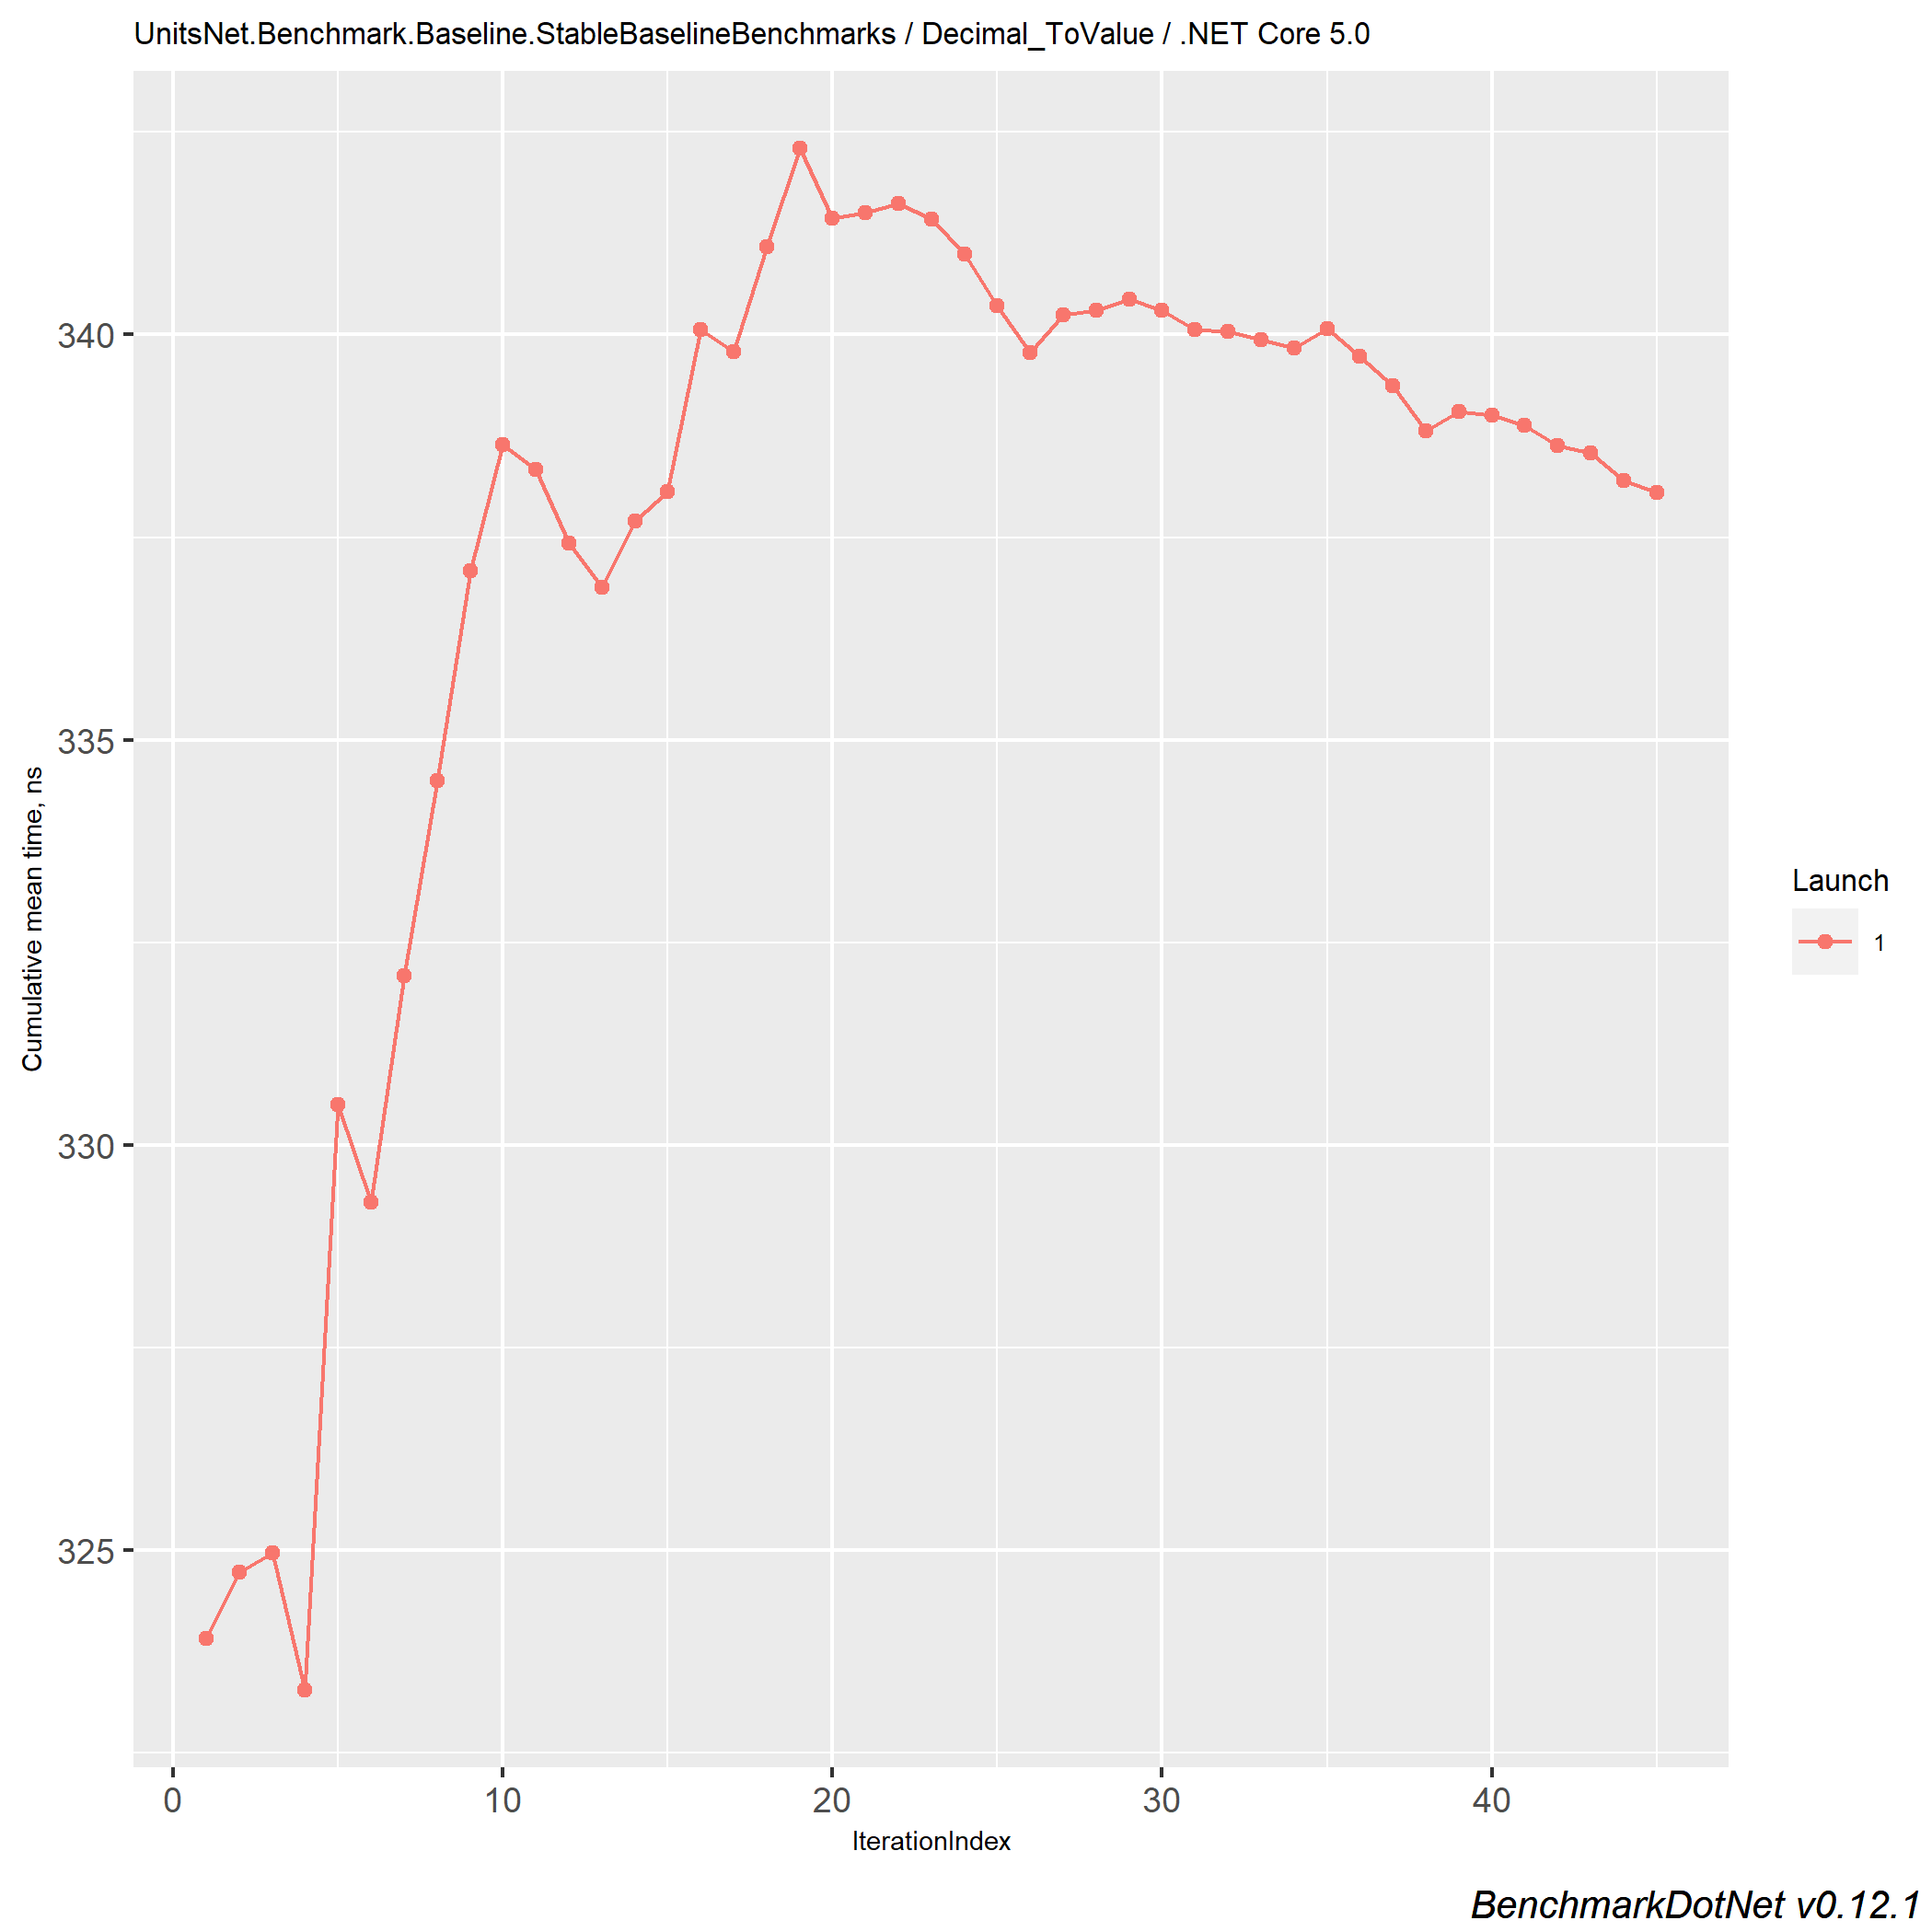 UnitsNet.Benchmark.Baseline.StableBaselineBenchmarks / Decimal_ToValue / .NET Core 5.0
340
335
330
325
Cumulative mean time, ns
0 10 20 30 40
IterationIndex
Launch
1
BenchmarkDotNet v0.12.1